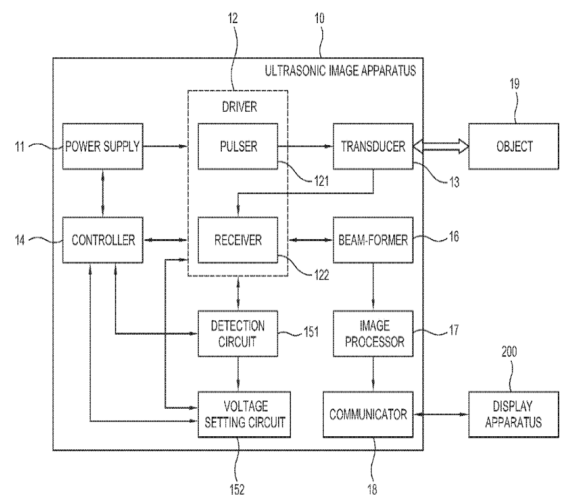 12
10
ULTRASONIC IMAGE APPARATUS
19
DRIVER
11
POWER SUPPLY
PULSER
TRANSDUCER
OBJECT
121
13
14
CONTROLLER
RECEIVER
BEAM-FORMER
16
122
DETECTION
CIRCUIT
151
IMAGE
PROCESSOR
17
200
VOLTAGE
SETTING CIRCUIT
COMMUNICATOR
DISPLAY
APPARATUS
152
18